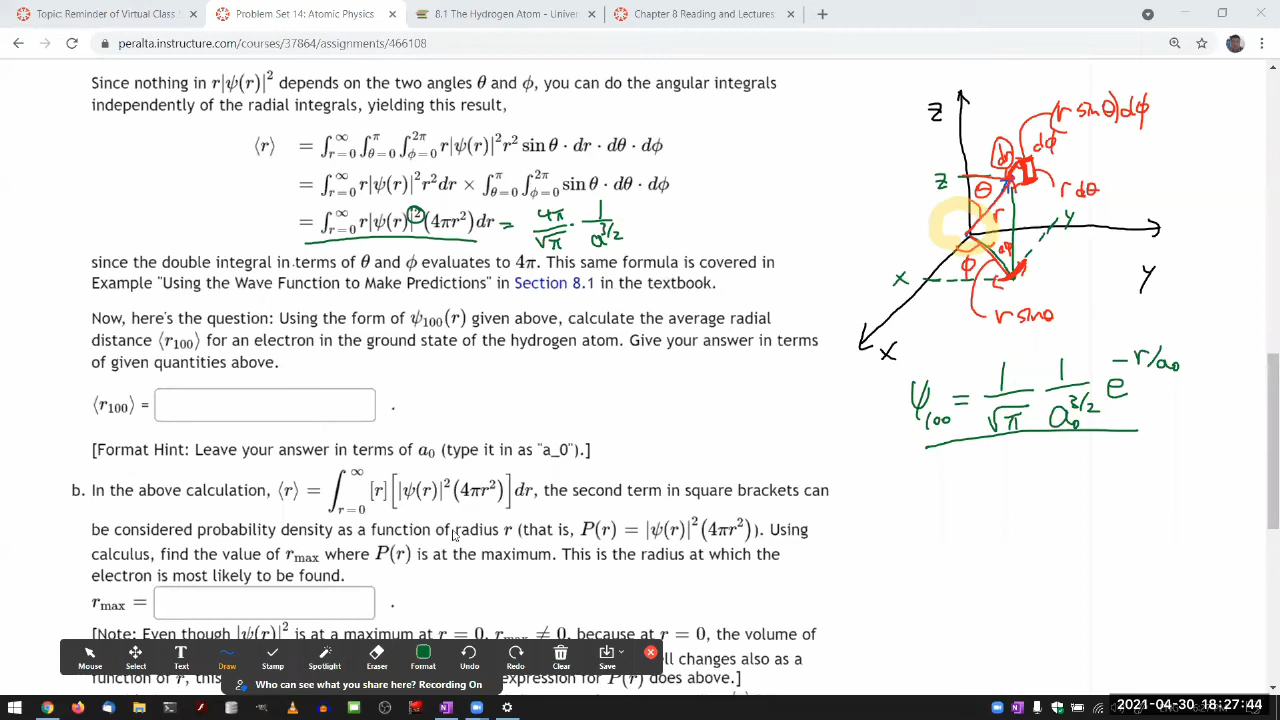 Topic: Reminder of Virtual Class
Problem Set 14: Atomic Physics
8.1 The Hydrogen Atom - Univer
Chapter 8 Reading and Lectures
peralta.instructure.com/courses/37864/assignments/466108
Since nothing in r|ψ(r)|² depends on the two angles θ and ϕ, you can do the angular integrals
independently of the radial integrals, yielding this result,
⟨r⟩ = ∫_{r=0}^{∞} ∫_{θ=0}^{π} ∫_{ϕ=0}^{2π} r|ψ(r)|²r² sin θ · dr · dθ · dϕ
= ∫_{r=0}^{∞} r|ψ(r)|²r²dr × ∫_{θ=0}^{π} ∫_{ϕ=0}^{2π} sin θ · dθ · dϕ
= ∫_{r=0}^{∞} r|ψ(r)|²(4πr²)dr = 4π/√π · 1/a^{3/2}
since the double integral in terms of θ and ϕ evaluates to 4π. This same formula is covered in
Example "Using the Wave Function to Make Predictions" in Section 8.1 in the textbook.
Now, here's the question: Using the form of ψ₁₀₀(r) given above, calculate the average radial
distance ⟨r₁₀₀⟩ for an electron in the ground state of the hydrogen atom. Give your answer in terms
of given quantities above.
⟨r₁₀₀⟩ = .
[Format Hint: Leave your answer in terms of a₀ (type it in as "a_0").]
b. In the above calculation, ⟨r⟩ = ∫_{r=0}^{∞} [r][|ψ(r)|²(4πr²)]dr, the second term in square brackets can
be considered probability density as a function of radius r (that is, P(r) = |ψ(r)|²(4πr²)). Using
calculus, find the value of r_max where P(r) is at the maximum. This is the radius at which the
electron is most likely to be found.
r_max = .
[Note: Even though |ψ(r)|² is at a maximum at r = 0, r_max ≠ 0, because at r = 0, the volume of
ell changes also as a
function of r, this
expression for P(r) does above.]
Z
r sinθ)dϕ
dϕ
dr
z
θ
r dθ
r
y
ϕ
dϕ
x
r sinθ
Y
X
ψ₁₀₀ = 1/√π 1/a₀^{3/2} e^{-r/a₀}
Mouse
Select
Text
Draw
Stamp
Spotlight
Eraser
Format
Undo
Redo
Clear
Save
Who can see what you share here? Recording On
2021-04-30 18:27:44